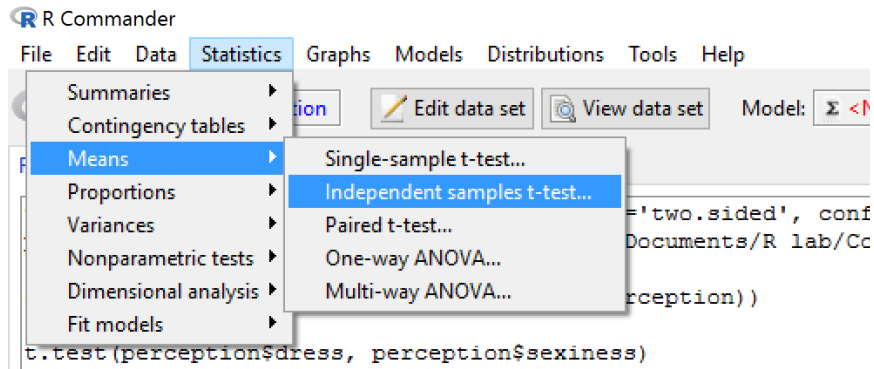 R R Commander
File Edit Data Statistics Graphs Models Distributions Tools Help
Summaries
Contingency tables
Means
Proportions
Variances
Nonparametric tests
Dimensional analysis
Fit models
tion Edit data set View data set Model: Σ <N
Single-sample t-test...
Independent samples t-test...
Paired t-test...
One-way ANOVA...
Multi-way ANOVA...
='two.sided', conf
Documents/R lab/Co
rception))
t.test(perception$dress, perception$sexiness)